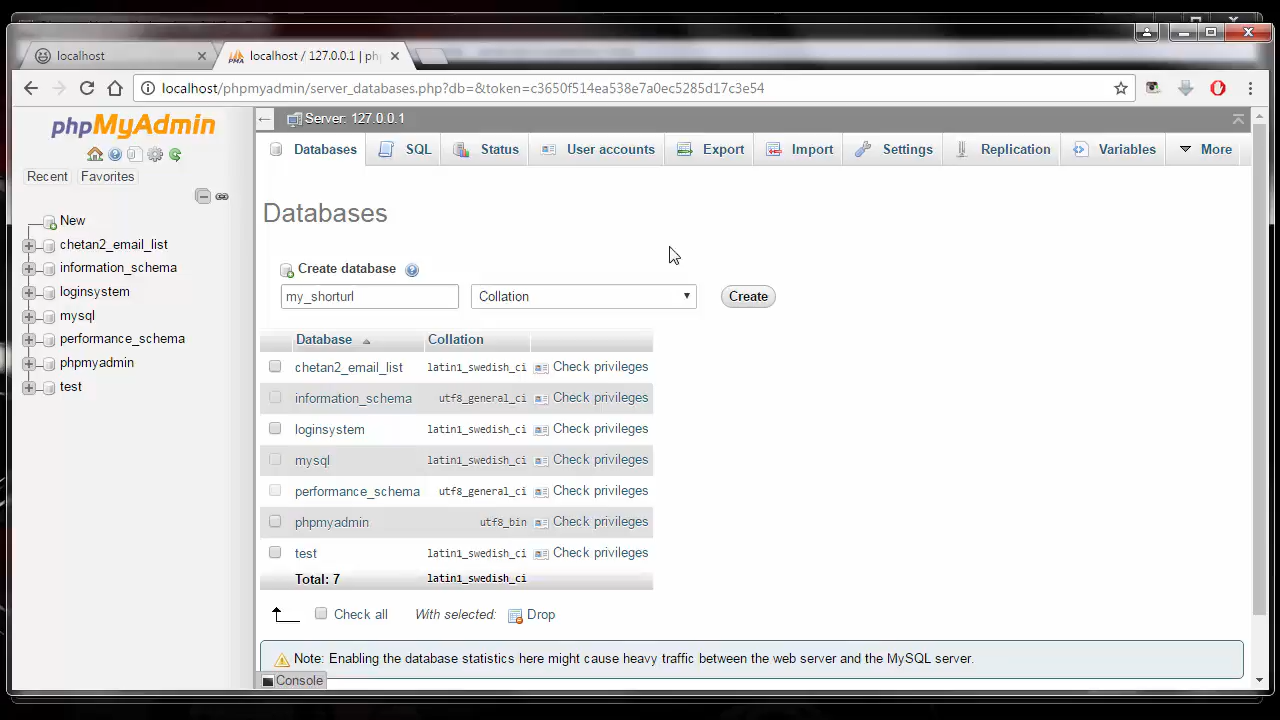 localhost
localhost / 127.0.0.1 | ph
localhost/phpmyadmin/server_databases.php?db=&token=c3650f514ea538e7a0ec5285d17c3e54
phpMyAdmin
Recent Favorites
New
chetan2_email_list
information_schema
loginsystem
mysql
performance_schema
phpmyadmin
test
Server: 127.0.0.1
Databases SQL Status User accounts Export Import Settings Replication Variables More
Databases
Create database
my_shorturl Collation Create
Database Collation
chetan2_email_list latin1_swedish_ci Check privileges
information_schema utf8_general_ci Check privileges
loginsystem latin1_swedish_ci Check privileges
mysql latin1_swedish_ci Check privileges
performance_schema utf8_general_ci Check privileges
phpmyadmin utf8_bin Check privileges
test latin1_swedish_ci Check privileges
Total: 7 latin1_swedish_ci
Check all With selected: Drop
Note: Enabling the database statistics here might cause heavy traffic between the web server and the MySQL server.
Console